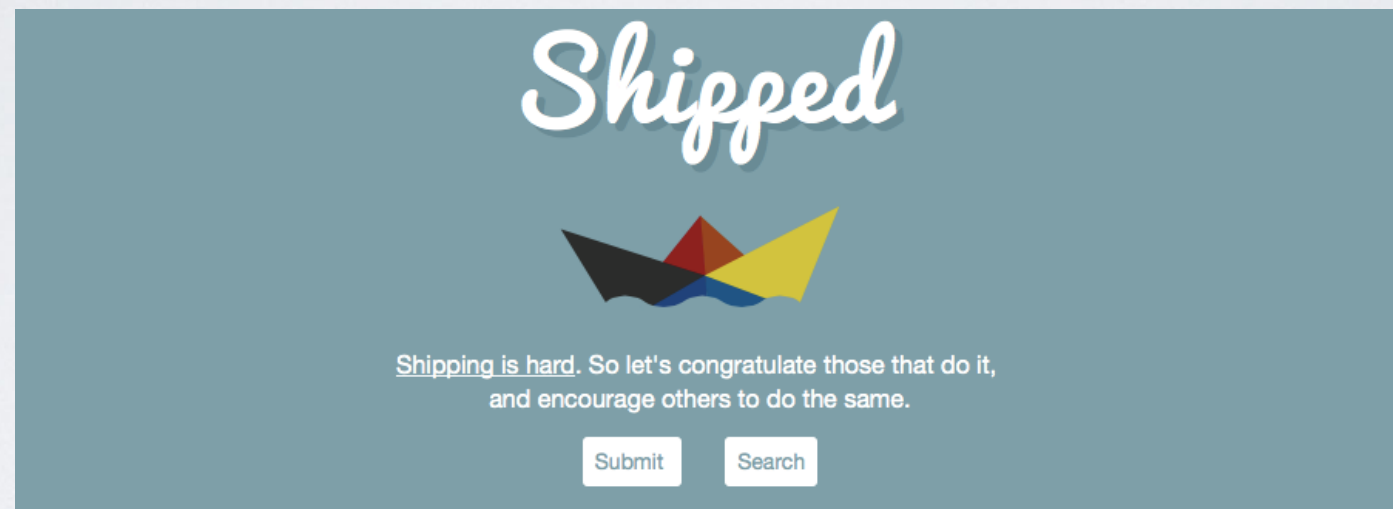 Shipped
Shipping is hard. So let's congratulate those that do it,
and encourage others to do the same.
Submit Search